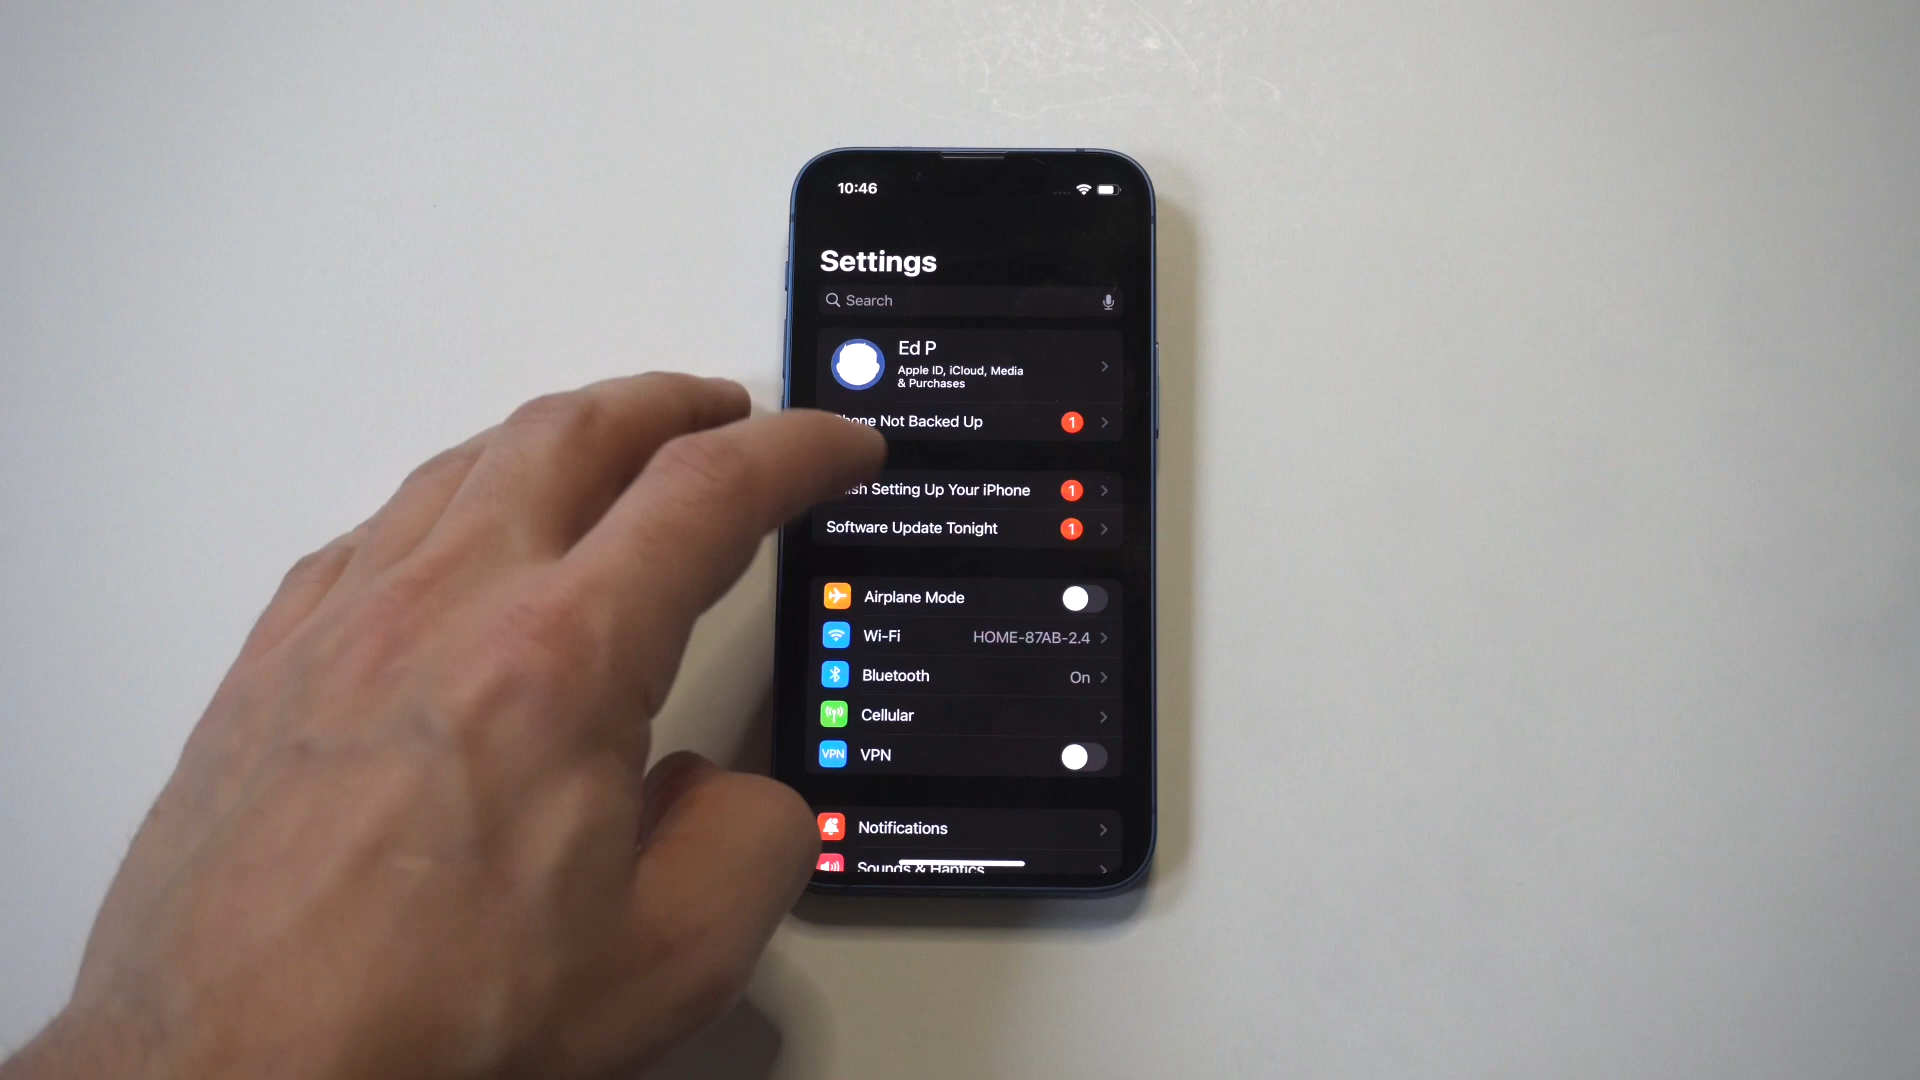 10:46
Settings
Search
Ed P
Apple ID, iCloud, Media
& Purchases
Not Backed Up
1
Setting Up Your iPhone
1
Software Update Tonight
1
Airplane Mode
Wi-Fi
HOME-87AB-2.4
Bluetooth
On
Cellular
VPN
VPN
Notifications
Sounds & Haptics